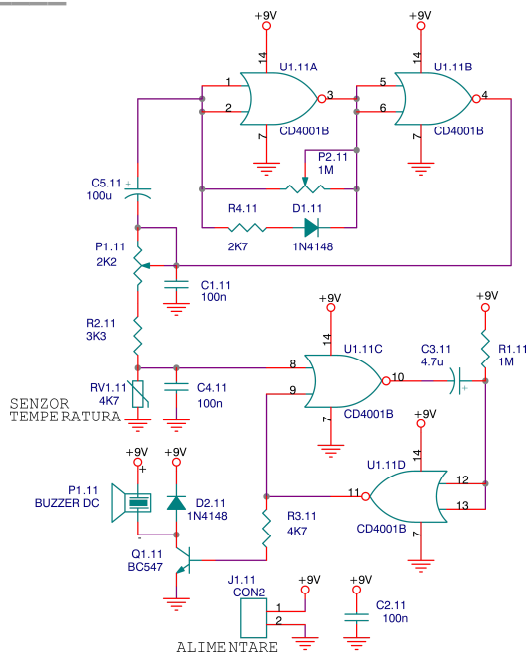 +9V
+9V
14
14
U1.11A
U1.11B
1
2
3
5
6
4
7
7
CD4001B
CD4001B
P2.11
1M
C5.11
+
100u
R4.11
2K7
D1.11
1N4148
P1.11
2K2
C1.11
100n
+9V
+9V
R2.11
3K3
14
U1.11C
C3.11
4.7u
R1.11
1M
8
9
10
+
RV1.11
4K7
C4.11
100n
7
CD4001B
SENZOR
TEMPERATURA
+9V
+9V
+9V
14
+
U1.11D
P1.11
BUZZER DC
D2.11
1N4148
12
13
11
R3.11
4K7
CD4001B
7
-
Q1.11
BC547
J1.11
CON2
+9V
+9V
1
2
C2.11
100n
ALIMENTARE